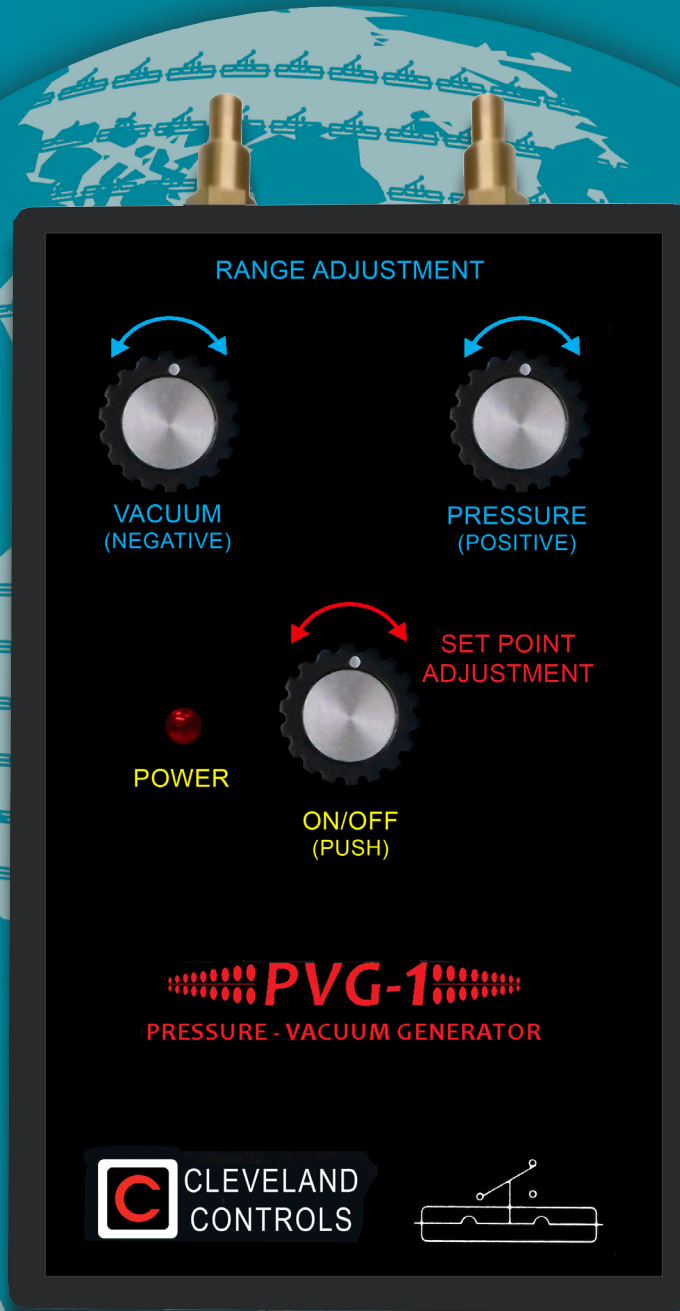 RANGE ADJUSTMENT
VACUUM
(NEGATIVE)
PRESSURE
(POSITIVE)
SET POINT
ADJUSTMENT
POWER
ON/OFF
(PUSH)
PVG-1
PRESSURE - VACUUM GENERATOR
C
CLEVELAND
CONTROLS